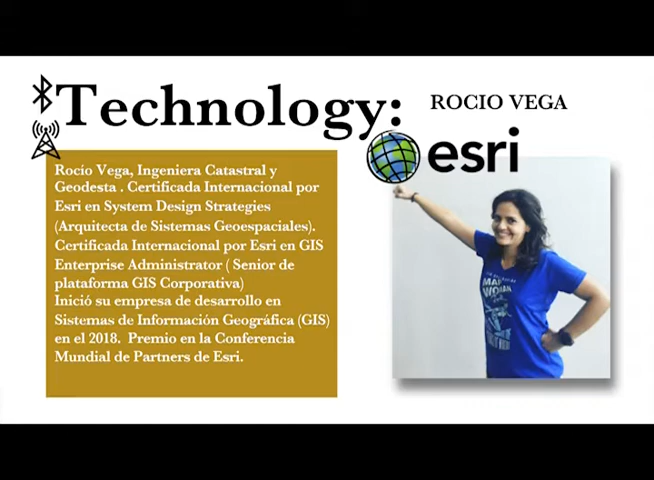 Technology:
ROCIO VEGA
esri
Rocío Vega, Ingeniera Catastral y
Geodesta . Certificada Internacional por
Esri en System Design Strategies
(Arquitecta de Sistemas Geoespaciales).
Certificada Internacional por Esri en GIS
Enterprise Administrator ( Senior de
plataforma GIS Corporativa)
Inició su empresa de desarrollo en
Sistemas de Información Geográfica (GIS)
en el 2018. Premio en la Conferencia
Mundial de Partners de Esri.
WOMAN